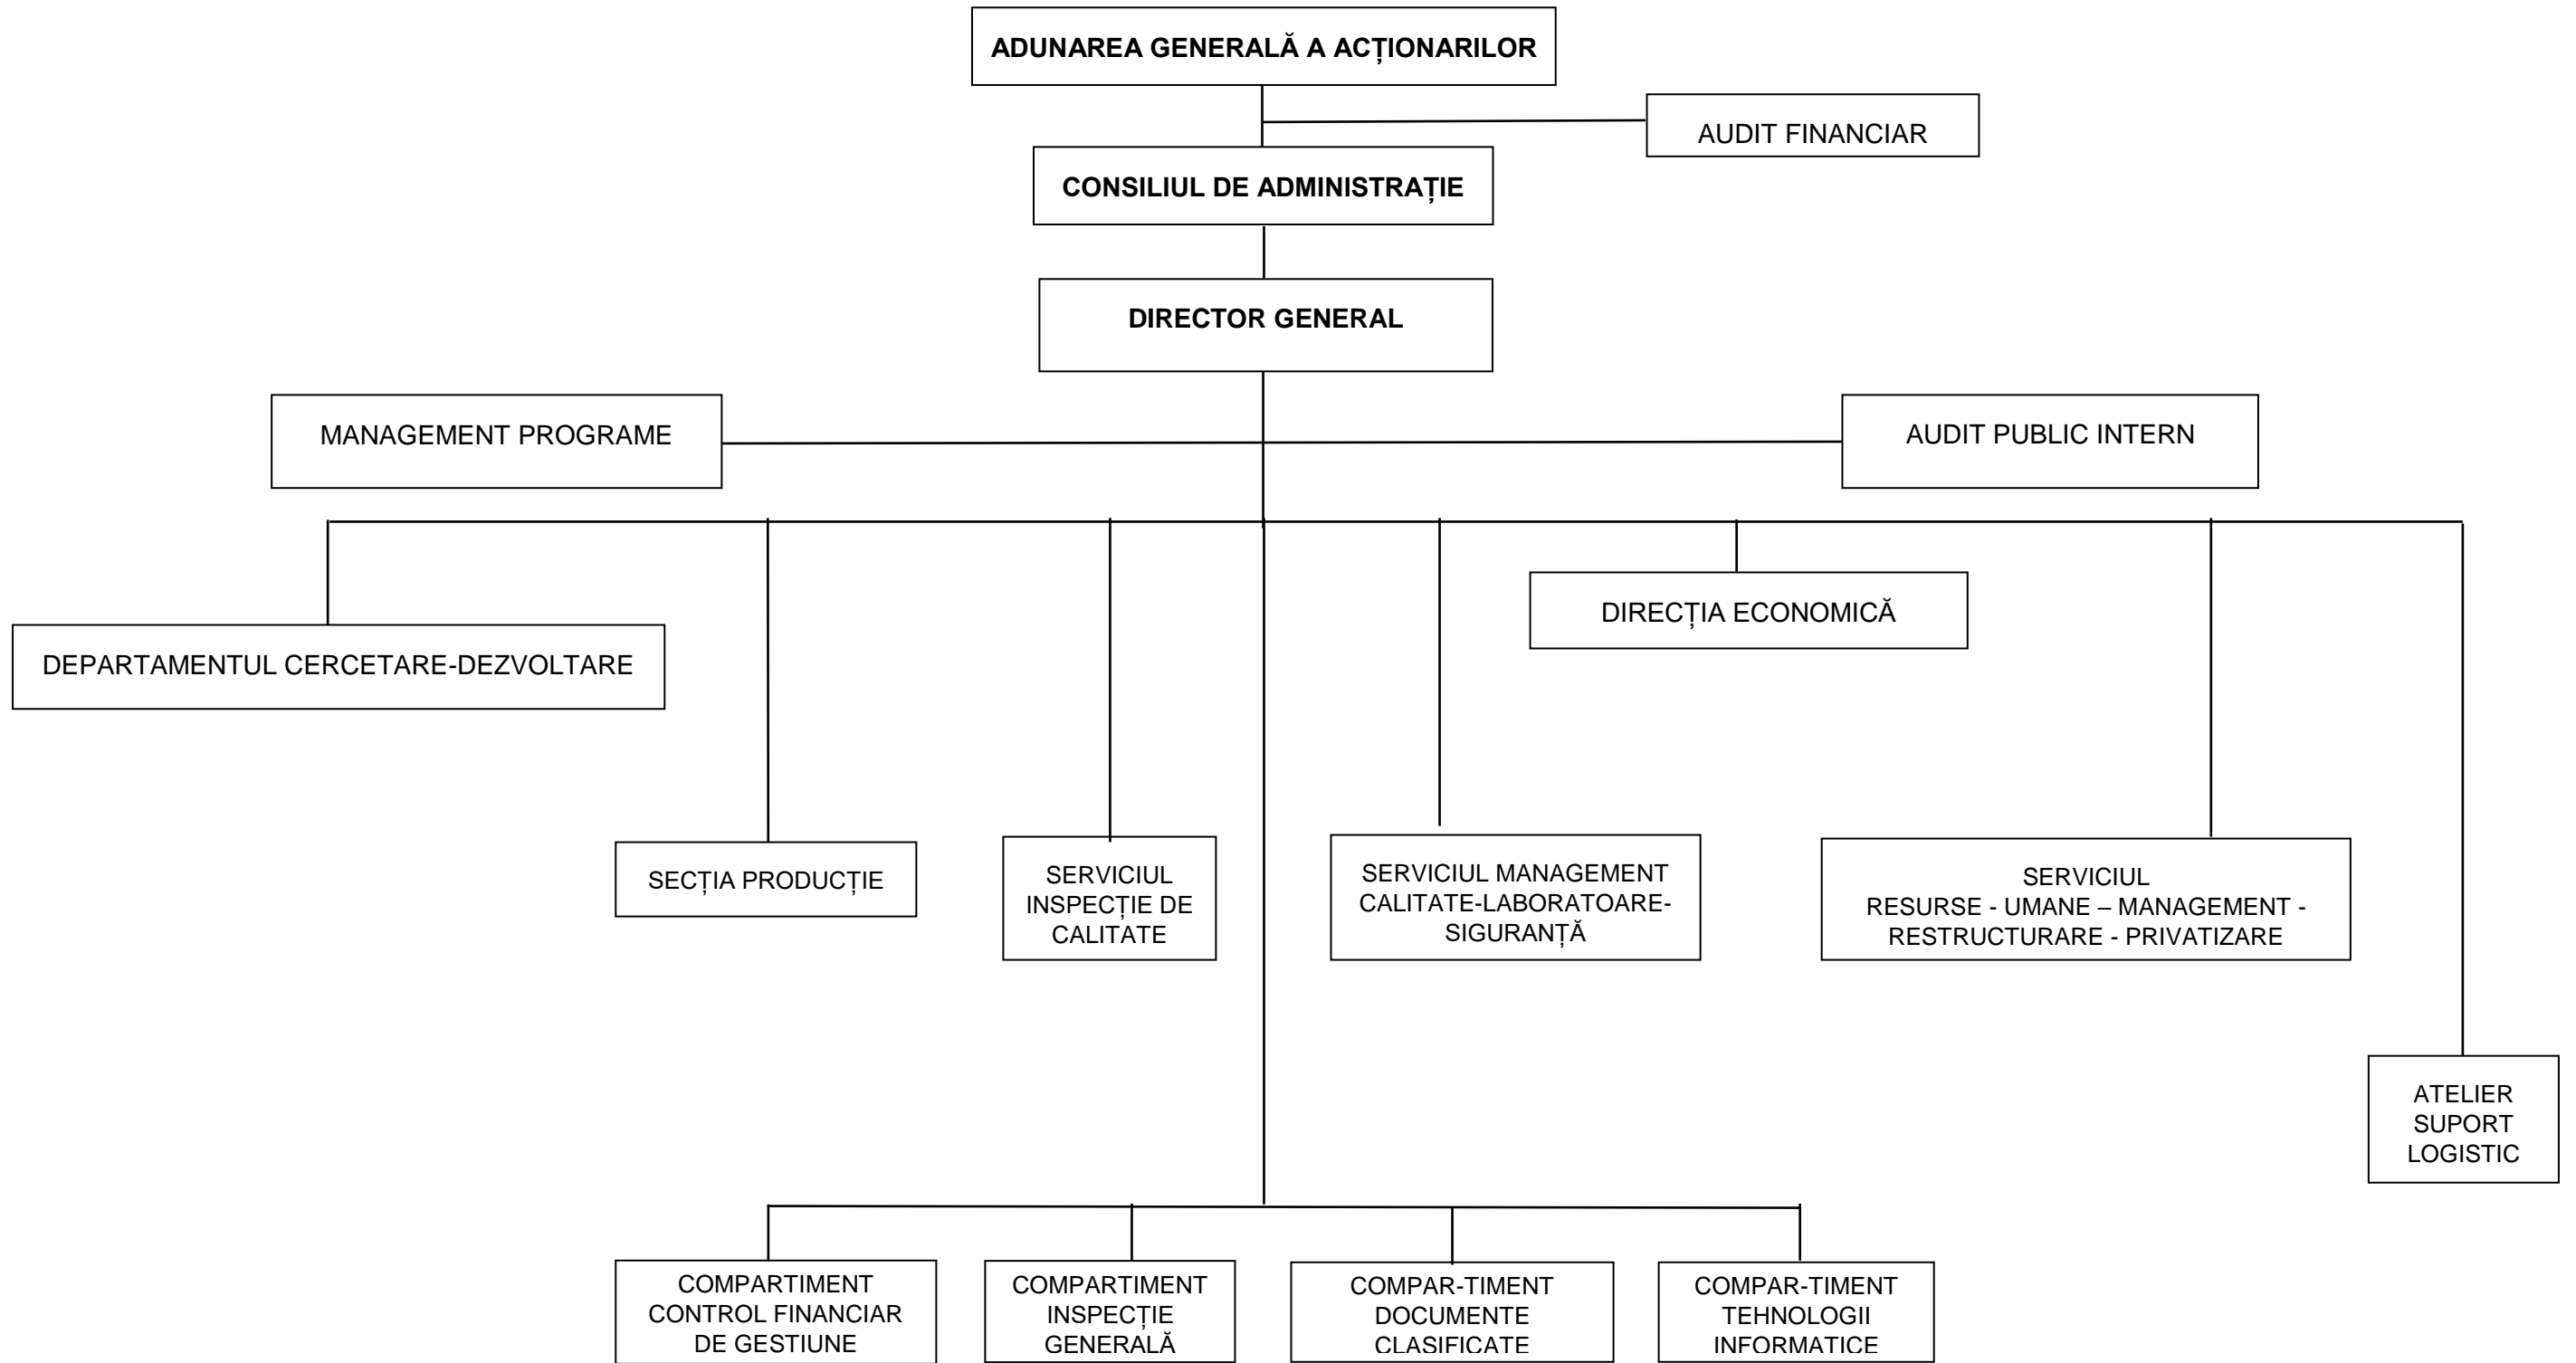 ADUNAREA GENERALĂ A ACȚIONARILOR
AUDIT FINANCIAR
CONSILIUL DE ADMINISTRAȚIE
DIRECTOR GENERAL
MANAGEMENT PROGRAME
AUDIT PUBLIC INTERN
DIRECȚIA ECONOMICĂ
DEPARTAMENTUL CERCETARE-DEZVOLTARE
SECȚIA PRODUCȚIE
SERVICIUL
INSPECȚIE DE
CALITATE
SERVICIUL MANAGEMENT
CALITATE-LABORATOARE-
SIGURANȚĂ
SERVICIUL
RESURSE - UMANE – MANAGEMENT -
RESTRUCTURARE - PRIVATIZARE
ATELIER
SUPORT
LOGISTIC
COMPARTIMENT
CONTROL FINANCIAR
DE GESTIUNE
COMPARTIMENT
INSPECȚIE
GENERALĂ
COMPAR-TIMENT
DOCUMENTE
CLASIFICATE
COMPAR-TIMENT
TEHNOLOGII
INFORMATICE